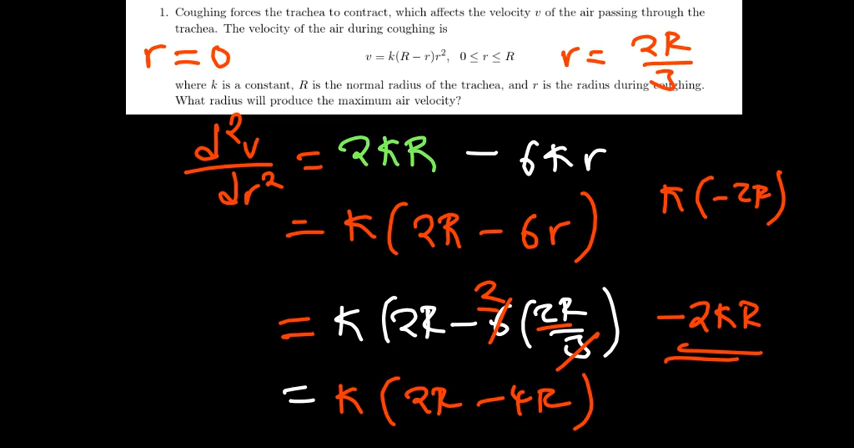 1. Coughing forces the trachea to contract, which affects the velocity v of the air passing through the
trachea. The velocity of the air during coughing is
r = 0
v = k(R − r)r², 0 ≤ r ≤ R
r = 2R/3
where k is a constant, R is the normal radius of the trachea, and r is the radius during coughing.
What radius will produce the maximum air velocity?
d²v/dr² = 2KR − 6Kr
= K(2R − 6r)
K(−2R)
= K(2R − 6(2R/3)) 2
−2KR
= K(2R − 4R)